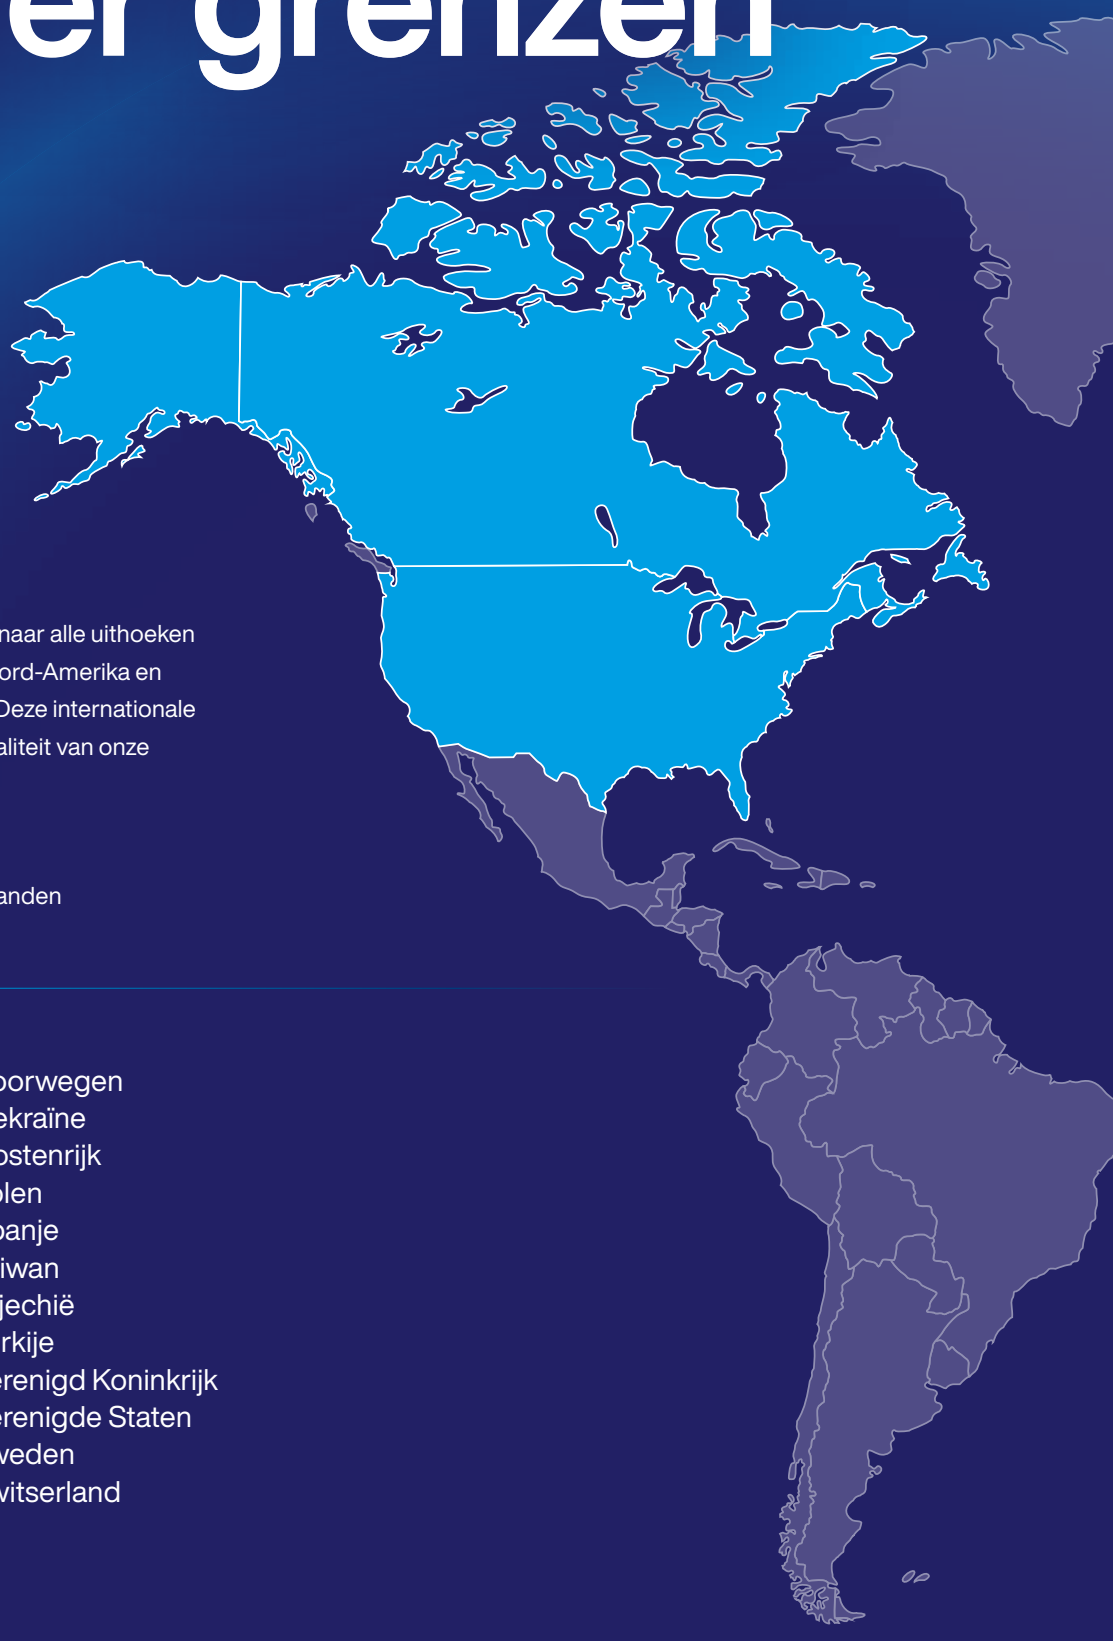 er grenzen
naar alle uithoeken
ord-Amerika en
Deze internationale
aliteit van onze
anden
oorwegen
ekraïne
ostenrijk
olen
panje
iwan
jechië
rkije
erenigd Koninkrijk
erenigde Staten
weden
witserland